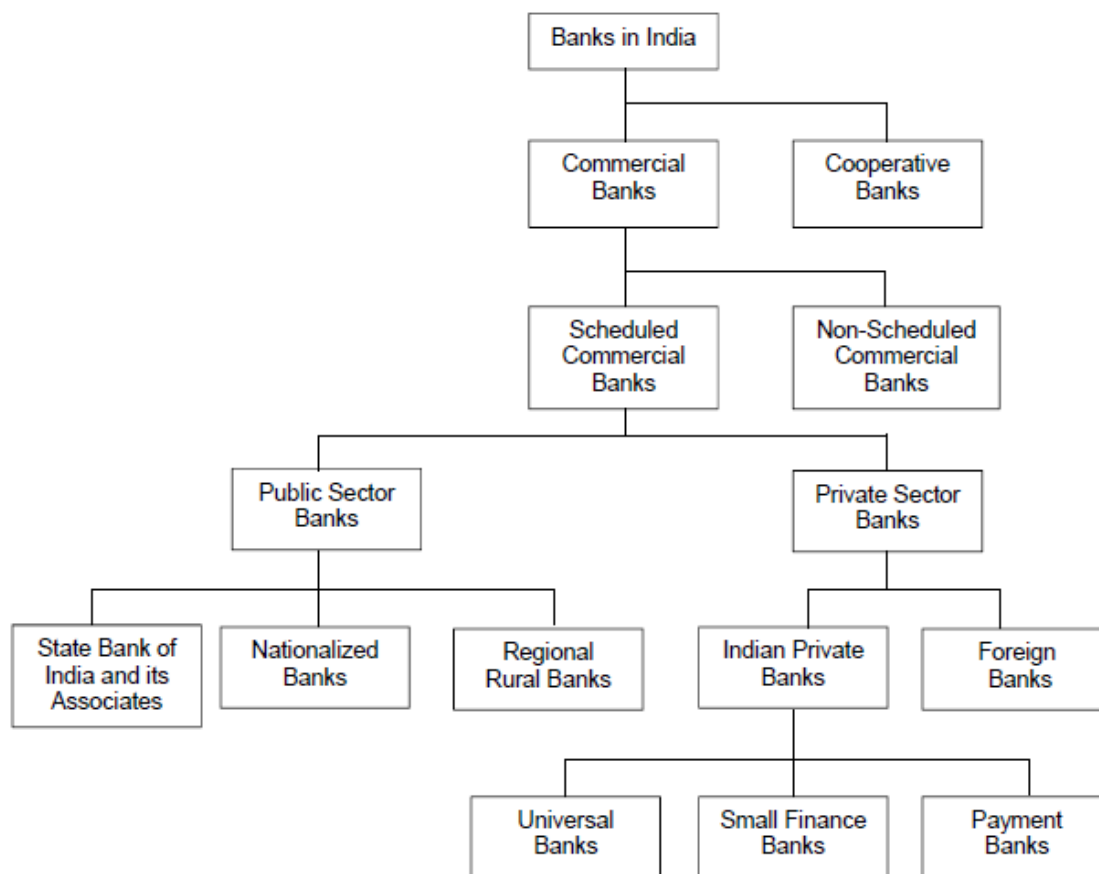 Banks in India
Commercial
Banks
Cooperative
Banks
Scheduled
Commercial
Banks
Non-Scheduled
Commercial
Banks
Public Sector
Banks
Private Sector
Banks
State Bank of
India and its
Associates
Nationalized
Banks
Regional
Rural Banks
Indian Private
Banks
Foreign
Banks
Universal
Banks
Small Finance
Banks
Payment
Banks